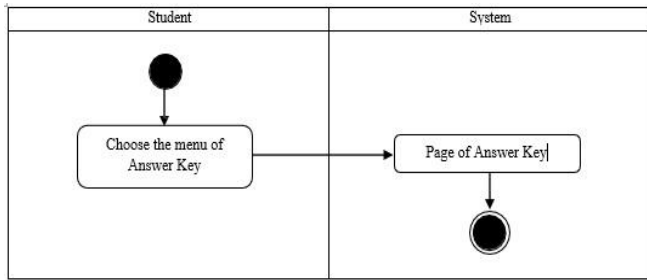 Student
System
Choose the menu of
Answer Key
Page of Answer Key